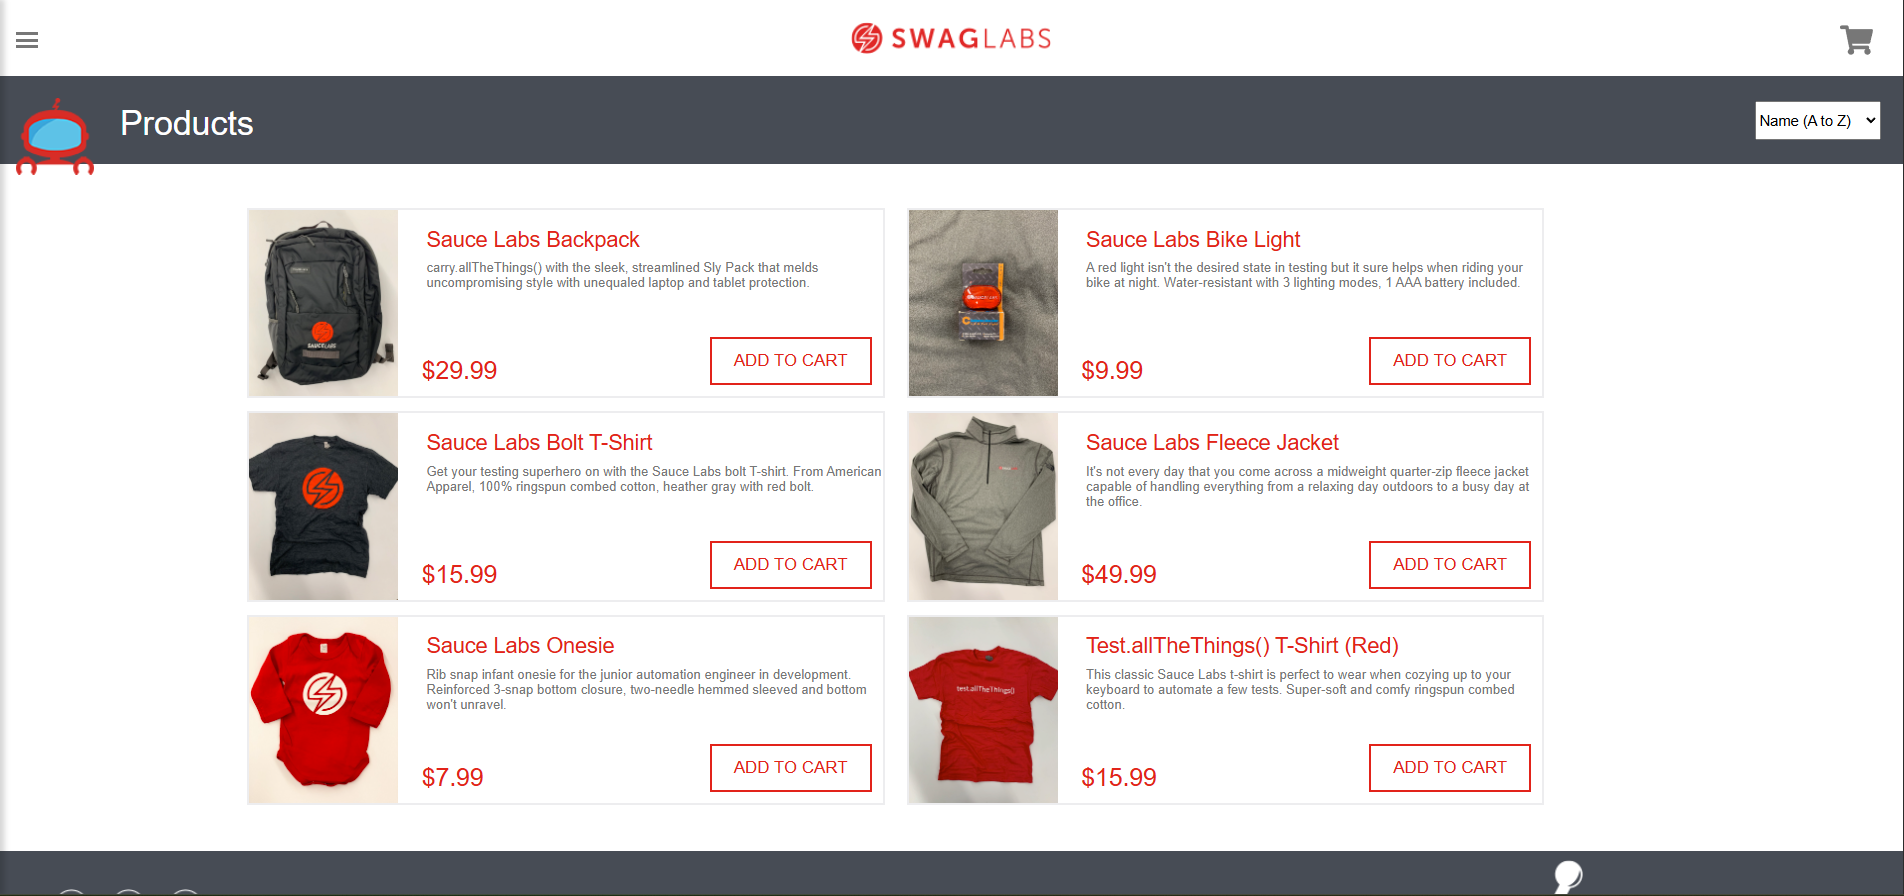 SWAGLABS
Products
Name (A to Z)
Sauce Labs Backpack
carry.allTheThings() with the sleek, streamlined Sly Pack that melds
uncompromising style with unequaled laptop and tablet protection.
$29.99
ADD TO CART
SAUCELABS
Sauce Labs Bike Light
A red light isn't the desired state in testing but it sure helps when riding your
bike at night. Water-resistant with 3 lighting modes, 1 AAA battery included.
$9.99
ADD TO CART
SAUCELABS
Sauce Labs Bolt T-Shirt
Get your testing superhero on with the Sauce Labs bolt T-shirt. From American
Apparel, 100% ringspun combed cotton, heather gray with red bolt.
$15.99
ADD TO CART
Sauce Labs Fleece Jacket
It's not every day that you come across a midweight quarter-zip fleece jacket
capable of handling everything from a relaxing day outdoors to a busy day at
the office.
$49.99
ADD TO CART
Sauce Labs Onesie
Rib snap infant onesie for the junior automation engineer in development.
Reinforced 3-snap bottom closure, two-needle hemmed sleeved and bottom
won't unravel.
$7.99
ADD TO CART
Test.allTheThings() T-Shirt (Red)
This classic Sauce Labs t-shirt is perfect to wear when cozying up to your
keyboard to automate a few tests. Super-soft and comfy ringspun combed
cotton.
$15.99
ADD TO CART
test.allTheThings()